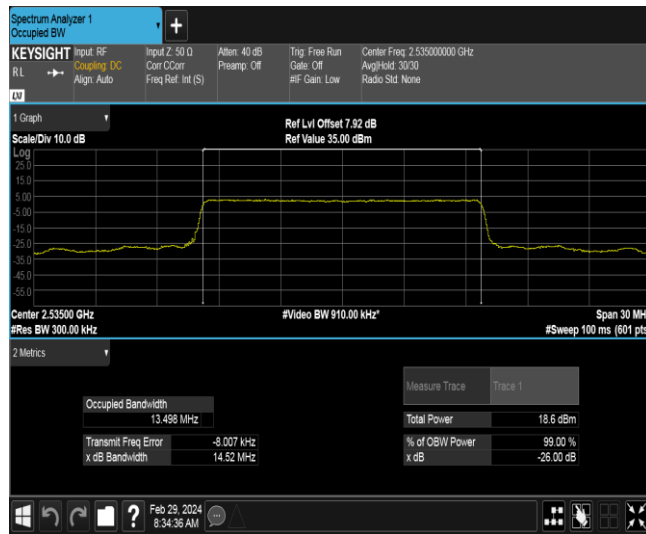 Spectrum Analyzer 1
Occupied BW
+
KEYSIGHT
RL
LXI
Input: RF
Coupling: DC
Align: Auto
Input Z: 50 Ω
Corr CCorr
Freq Ref: Int (S)
Atten: 40 dB
Preamp: Off
Trig: Free Run
Gate: Off
#IF Gain: Low
Center Freq: 2.535000000 GHz
Avg|Hold: 30/30
Radio Std: None
1 Graph
Scale/Div 10.0 dB
Ref Lvl Offset 7.92 dB
Ref Value 35.00 dBm
Log
25.0
15.0
5.00
-5.00
-15.0
-25.0
-35.0
-45.0
-55.0
Center 2.53500 GHz
#Res BW 300.00 kHz
#Video BW 910.00 kHz*
Span 30 MH
#Sweep 100 ms (601 pts
2 Metrics
Measure Trace Trace 1
Occupied Bandwidth
13.498 MHz
Total Power 18.6 dBm
Transmit Freq Error -8.007 kHz
% of OBW Power 99.00 %
x dB Bandwidth 14.52 MHz
x dB -26.00 dB
?
Feb 29, 2024
8:34:36 AM